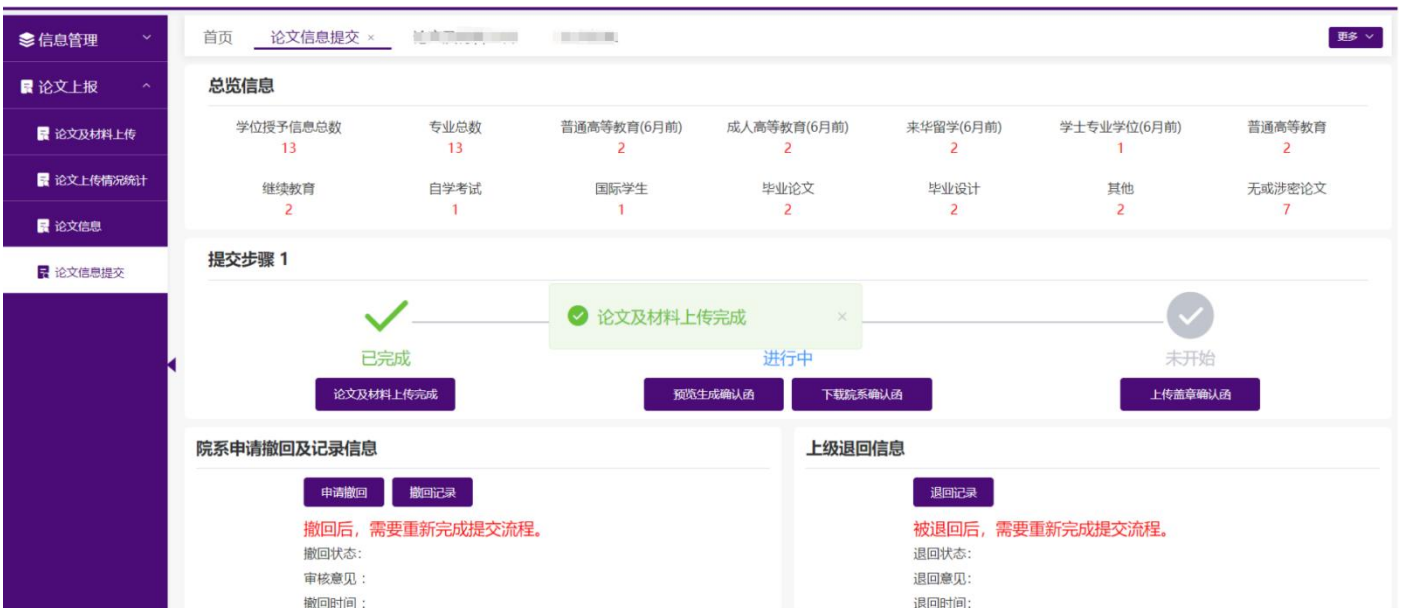 信息管理
论文上报
论文及材料上传
论文上传情况统计
论文信息
论文信息提交
首页 论文信息提交 × 更多
总览信息
学位授予信息总数 专业总数 普通高等教育(6月前) 成人高等教育(6月前) 来华留学(6月前) 学士专业学位(6月前) 普通高等教育
13 13 2 2 2 1 2
继续教育 自学考试 国际学生 毕业论文 毕业设计 其他 无或涉密论文
2 1 1 2 2 2 7
提交步骤 1
论文及材料上传完成 ×
已完成 进行中 未开始
论文及材料上传完成 预览生成确认函 下载院系确认函 上传盖章确认函
院系申请撤回及记录信息
申请撤回 撤回记录
撤回后，需要重新完成提交流程。
撤回状态：
审核意见：
撤回时间：
上级退回信息
退回记录
被退回后，需要重新完成提交流程。
退回状态：
退回意见：
退回时间：